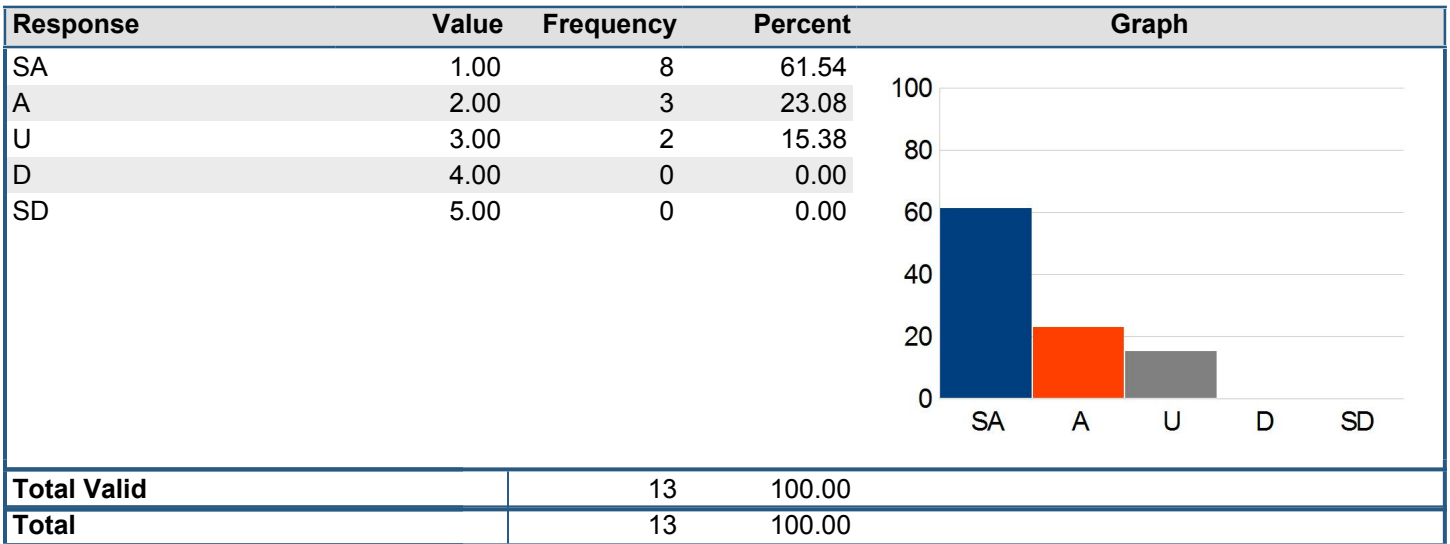 Response Value Frequency Percent Graph
SA 1.00 8 61.54
A 2.00 3 23.08
U 3.00 2 15.38
D 4.00 0 0.00
SD 5.00 0 0.00
100
80
60
40
20
0
SA A U D SD
Total Valid 13 100.00
Total 13 100.00